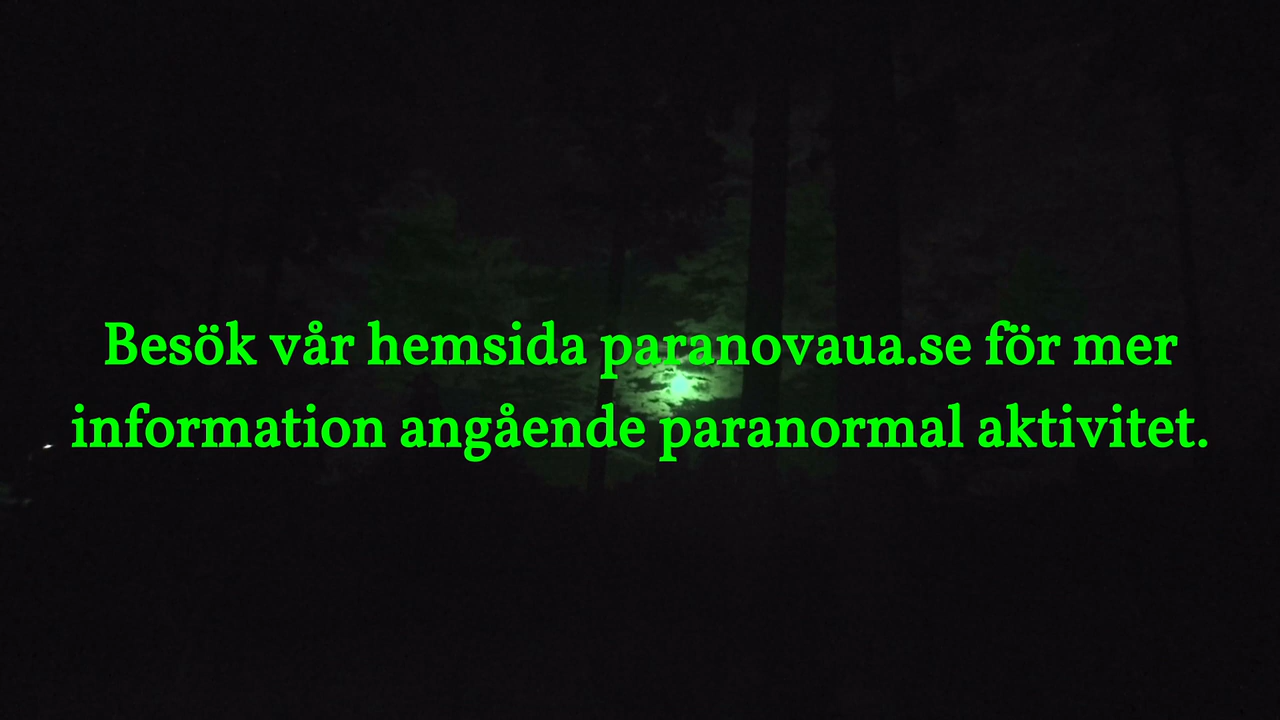 Besök vår hemsida paranovaua.se för mer
information angående paranormal aktivitet.